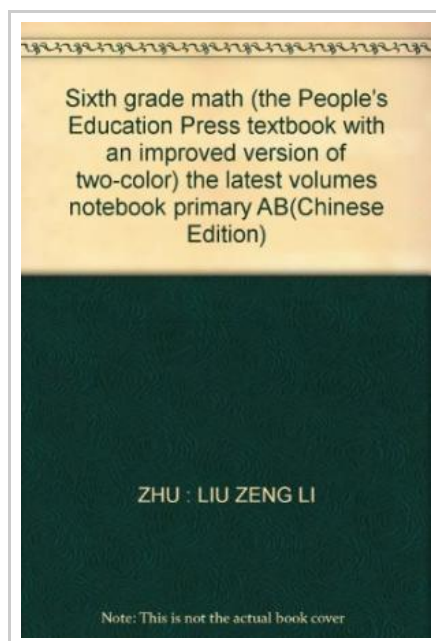 Sixth grade math (the People's
Education Press textbook with
an improved version of
two-color) the latest volumes
notebook primary AB(Chinese
Edition)
ZHU : LIU ZENG LI
Note: This is not the actual book cover